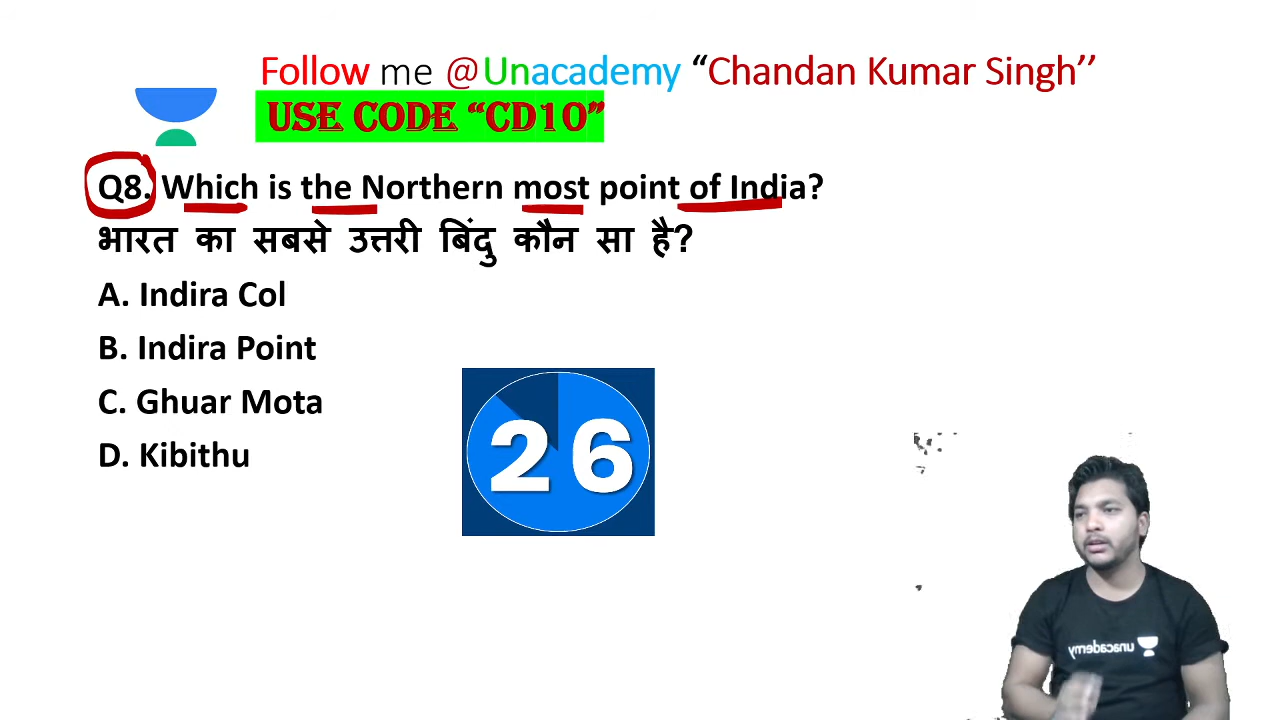 Follow me @Unacademy “Chandan Kumar Singh’’
USE CODE “CD10”
Q8. Which is the Northern most point of India?
भारत का सबसे उत्तरी बिंदु कौन सा है?
A. Indira Col
B. Indira Point
C. Ghuar Mota
D. Kibithu
26
unacademy